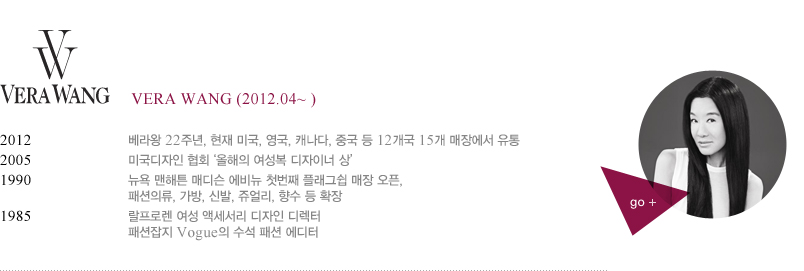 VW
VERA WANG
VERA WANG (2012.04~ )
2012 베라왕 22주년, 현재 미국, 영국, 캐나다, 중국 등 12개국 15개 매장에서 유통
2005 미국디자인 협회 '올해의 여성복 디자이너 상'
1990 뉴욕 맨해튼 매디슨 에비뉴 첫번째 플래그쉽 매장 오픈,
패션의류, 가방, 신발, 쥬얼리, 향수 등 확장
1985 랄프로렌 여성 액세서리 디자인 디렉터
패션잡지 Vogue의 수석 패션 에디터
go +